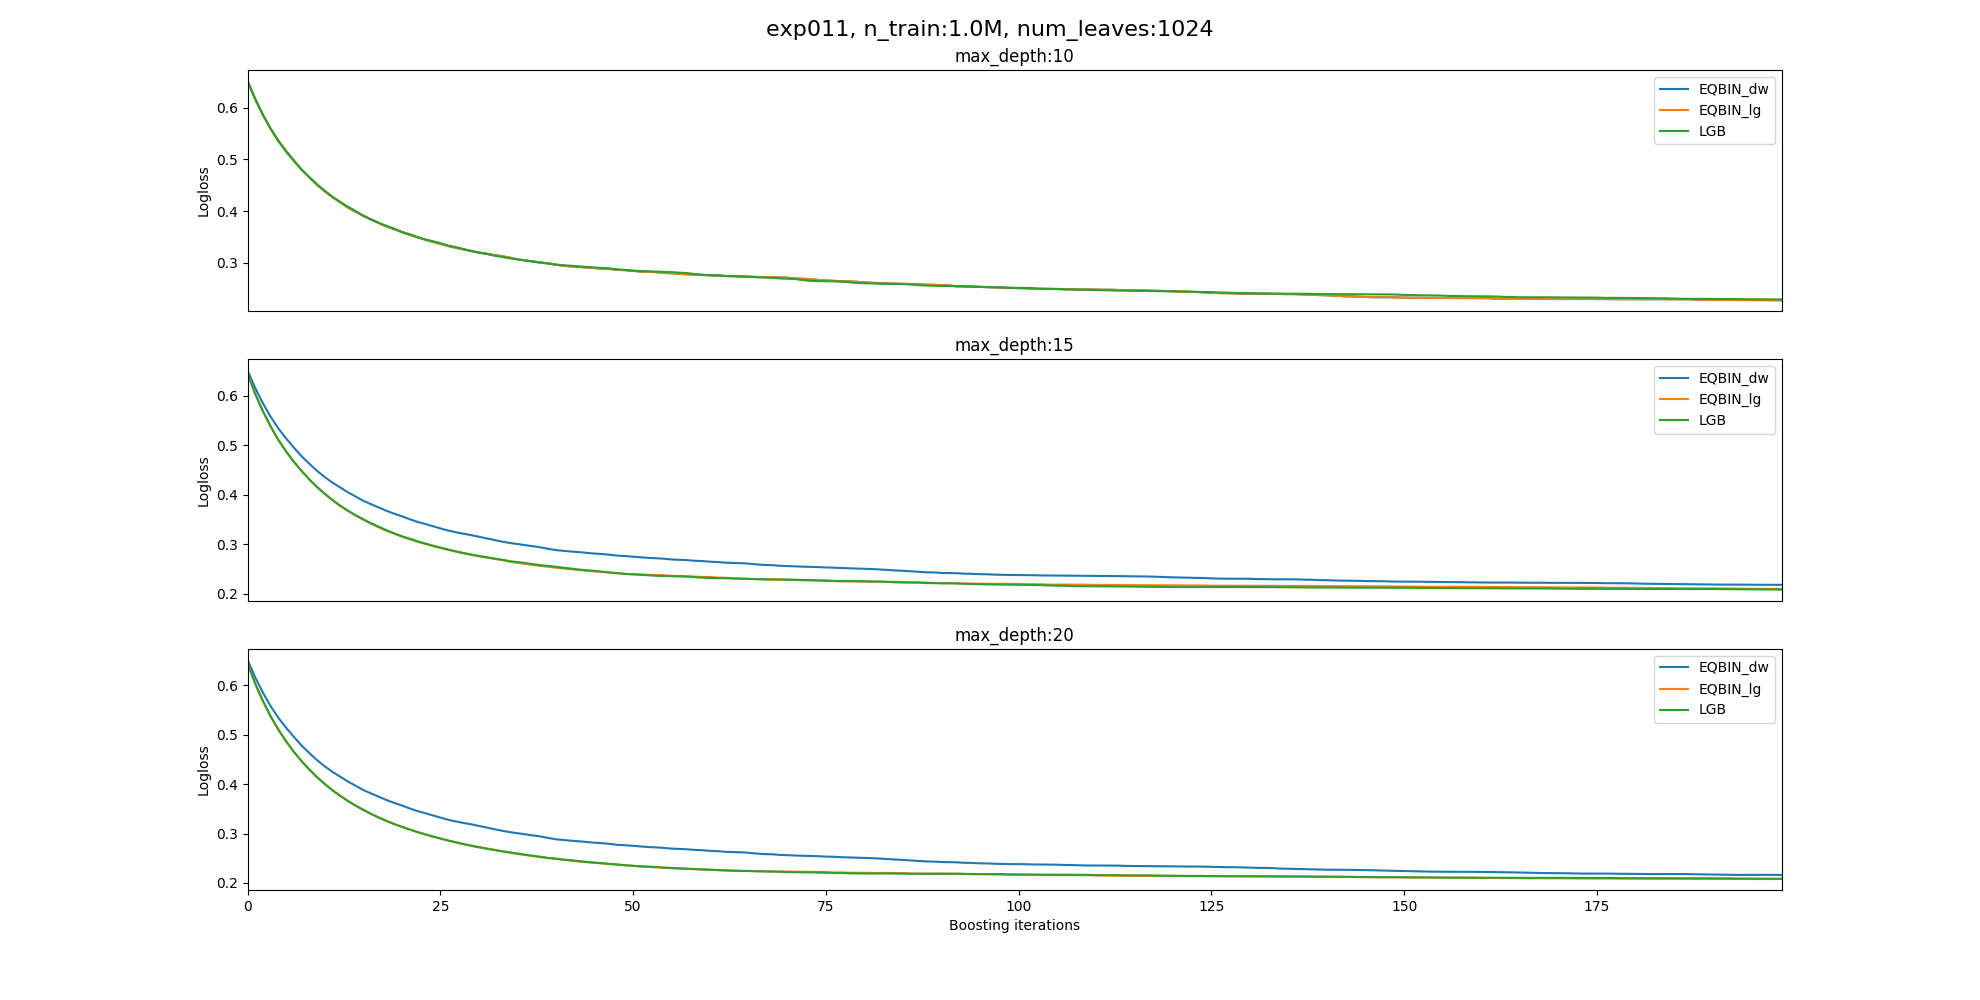 exp011, n_train:1.0M, num_leaves:1024
max_depth:10
EQBIN_dw
EQBIN_lg
LGB
Logloss
0.6
0.5
0.4
0.3
max_depth:15
EQBIN_dw
EQBIN_lg
LGB
Logloss
0.6
0.5
0.4
0.3
0.2
max_depth:20
EQBIN_dw
EQBIN_lg
LGB
Logloss
0.6
0.5
0.4
0.3
0.2
0 25 50 75 100 125 150 175
Boosting iterations